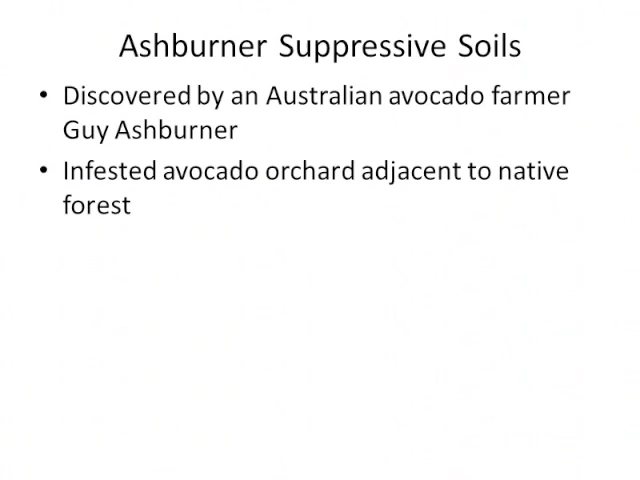 Ashburner Suppressive Soils
• Discovered by an Australian avocado farmer
Guy Ashburner
• Infested avocado orchard adjacent to native
forest